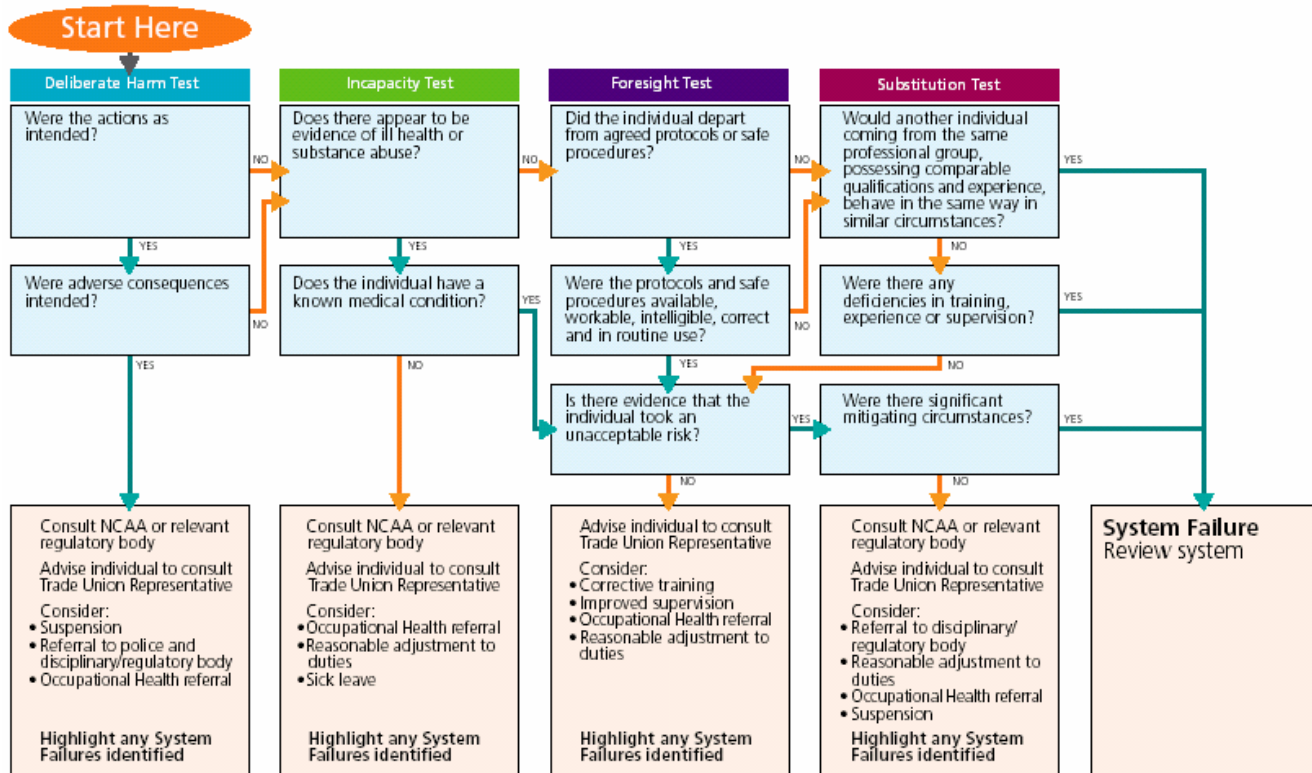 Start Here
Deliberate Harm Test
Incapacity Test
Foresight Test
Substitution Test
Were the actions as
intended?
Does there appear to be
evidence of ill health or
substance abuse?
Did the individual depart
from agreed protocols or safe
procedures?
Would another individual
coming from the same
professional group,
possessing comparable
qualifications and experience,
behave in the same way in
similar circumstances?
NO
NO
NO
YES
YES
YES
YES
NO
Were adverse consequences
intended?
Does the individual have a
known medical condition?
Were the protocols and safe
procedures available,
workable, intelligible, correct
and in routine use?
Were there any
deficiencies in training,
experience or supervision?
NO
YES
NO
YES
YES
NO
YES
NO
Is there evidence that the
individual took an
unacceptable risk?
Were there significant
mitigating circumstances?
YES
YES
NO
NO
Consult NCAA or relevant
regulatory body
Advise individual to consult
Trade Union Representative
Consider:
• Suspension
• Referral to police and
disciplinary/regulatory body
• Occupational Health referral
Highlight any System
Failures identified
Consult NCAA or relevant
regulatory body
Advise individual to consult
Trade Union Representative
Consider:
• Occupational Health referral
• Reasonable adjustment to
duties
• Sick leave
Highlight any System
Failures identified
Advise individual to consult
Trade Union Representative
Consider:
• Corrective training
• Improved supervision
• Occupational Health referral
• Reasonable adjustment to
duties
Highlight any System
Failures identified
Consult NCAA or relevant
regulatory body
Advise individual to consult
Trade Union Representative
Consider:
• Referral to disciplinary/
regulatory body
• Reasonable adjustment to
duties
• Occupational Health referral
• Suspension
Highlight any System
Failures identified
System Failure
Review system